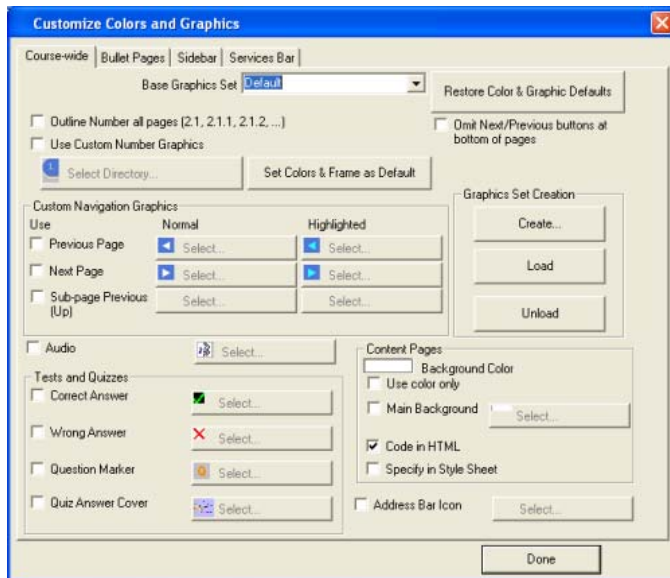 Customize Colors and Graphics
Course-wide Bullet Pages Sidebar Services Bar
Base Graphics Set Default
Restore Color & Graphic Defaults
Outline Number all pages (2.1, 2.1.1, 2.1.2, ...)
Omit Next/Previous buttons at
bottom of pages
Use Custom Number Graphics
Select Directory...
Set Colors & Frame as Default
Custom Navigation Graphics
Use Normal Highlighted
Previous Page Select... Select...
Next Page Select... Select...
Sub-page Previous
(Up)
Select... Select...
Graphics Set Creation
Create...
Load
Unload
Audio Select...
Tests and Quizzes
Correct Answer Select...
Wrong Answer Select...
Question Marker Select...
Quiz Answer Cover Select...
Content Pages
Background Color
Use color only
Main Background Select...
Code in HTML
Specify in Style Sheet
Address Bar Icon Select...
Done